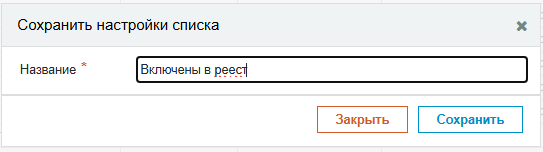 Сохранить настройки списка
Название * Включены в реест
Закрыть Сохранить